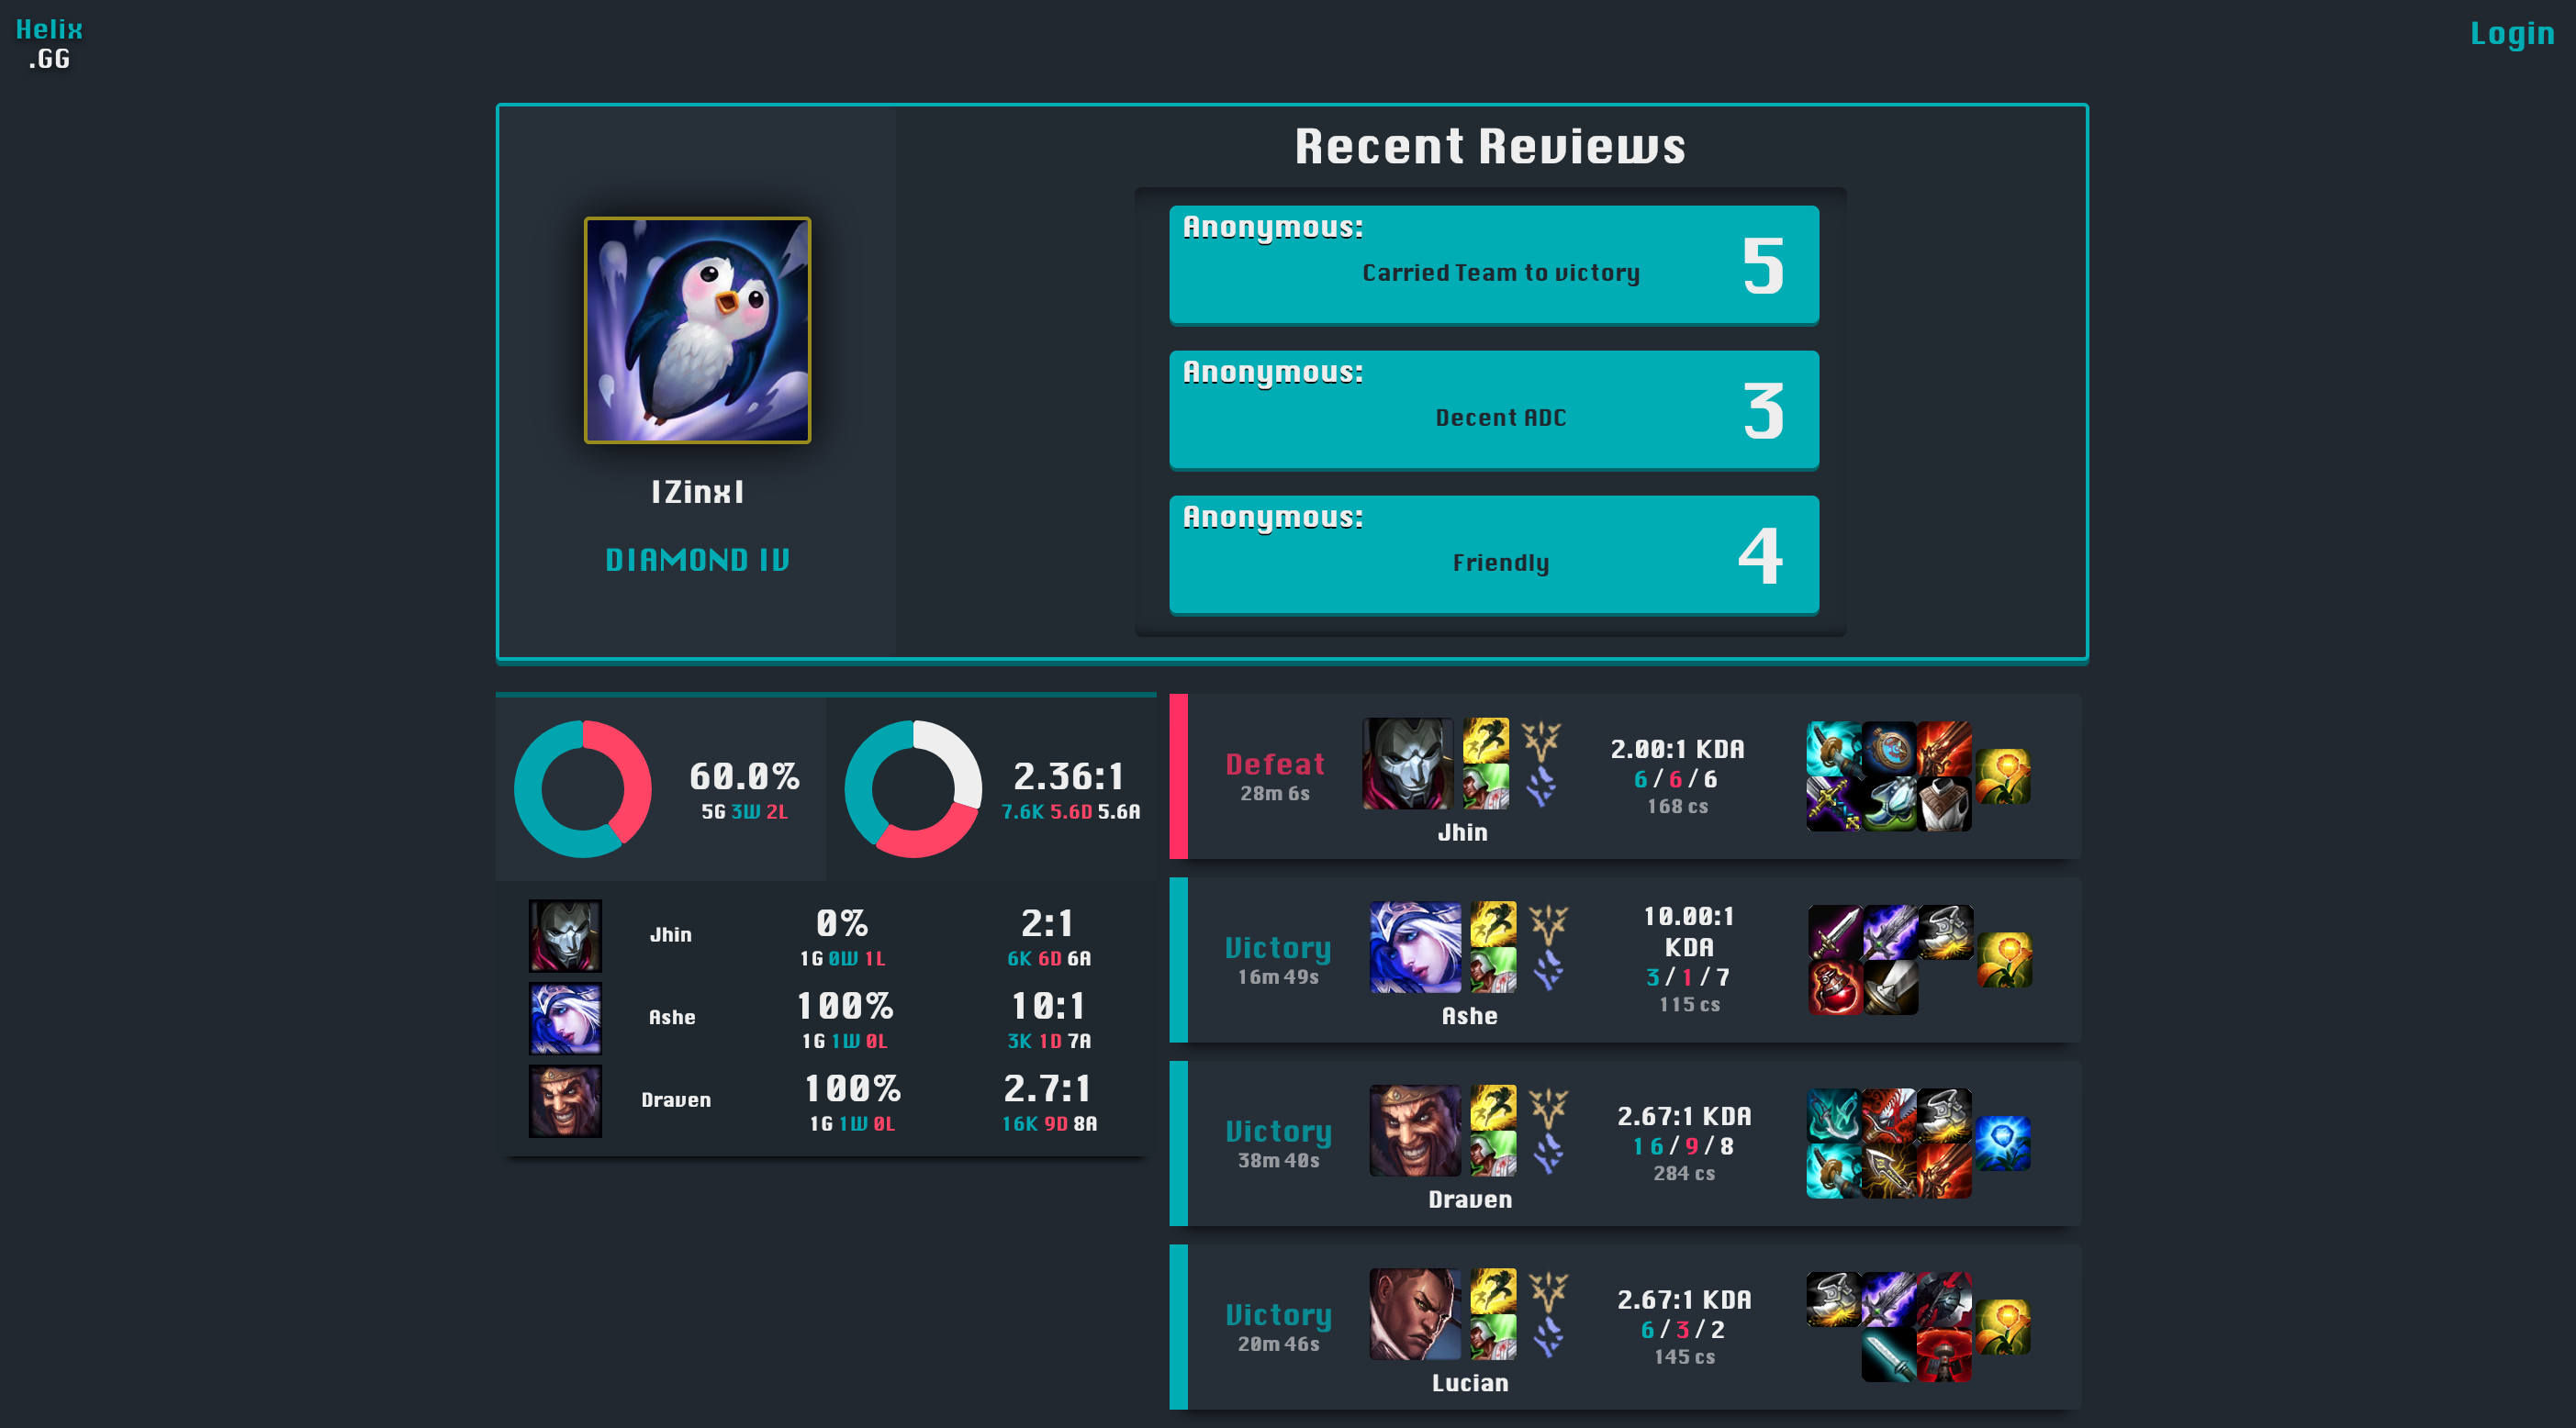 Helix
.GG
Login
Recent Reviews
Anonymous:
Carried Team to victory
5
Anonymous:
Decent ADC
3
Anonymous:
Friendly
4
IZinxI
DIAMOND IV
60.0%
5G 3W 2L
2.36:1
7.6K 5.6D 5.6A
Jhin
0%
1G 0W 1L
2:1
6K 6D 6A
Ashe
100%
1G 1W 0L
10:1
3K 1D 7A
Draven
100%
1G 1W 0L
2.7:1
16K 9D 8A
Defeat
28m 6s
Jhin
2.00:1 KDA
6 / 6 / 6
168 cs
Victory
16m 49s
Ashe
10.00:1
KDA
3 / 1 / 7
115 cs
Victory
38m 40s
Draven
2.67:1 KDA
16 / 9 / 8
284 cs
Victory
20m 46s
Lucian
2.67:1 KDA
6 / 3 / 2
145 cs